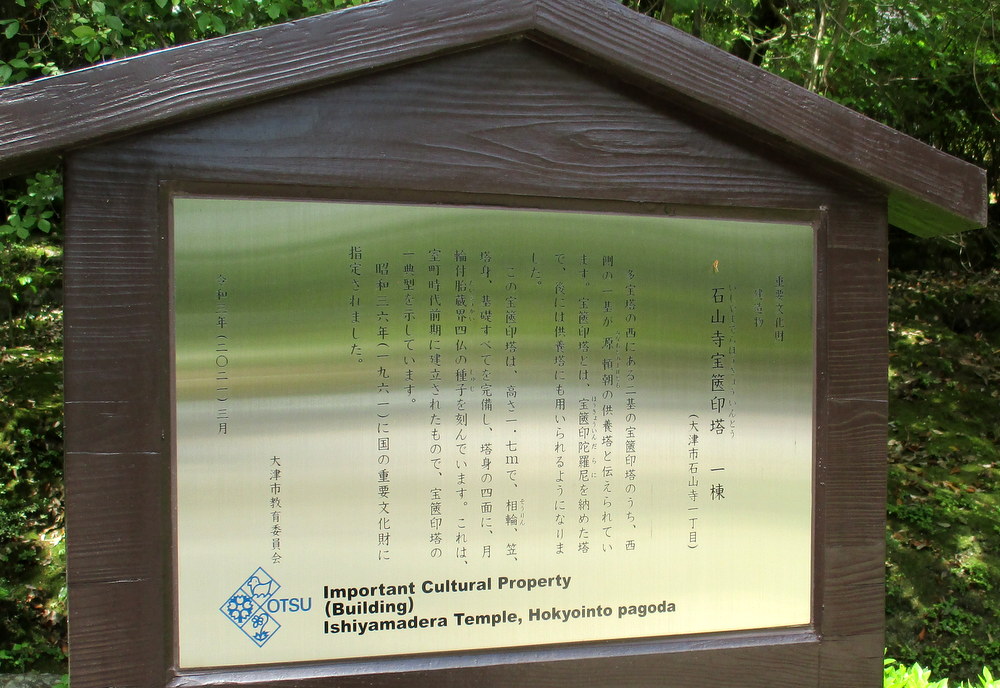 重要文化財
建造物
石山寺宝篋印塔 一棟
(大津市石山寺一丁目)
多宝塔の西にある二基の宝篋印塔のうち、西
側の一基が源頼朝の供養塔と伝えられてい
ます。宝篋印塔とは、宝篋印陀羅尼を納めた塔
で、後には供養塔にも用いられるようになりま
した。
この宝篋印塔は、高さ二.七mで、相輪、笠、
塔身、基礎すべてを完備し、塔身の四面に、月
輪付胎蔵界四仏の種子を刻んでいます。これは、
室町時代前期に建立されたもので、宝篋印塔の
一典型を示しています。
昭和三六年(一九六一)に国の重要文化財に
指定されました。
令和三年(二〇二一)三月
大津市教育委員会
OTSU
Important Cultural Property
(Building)
Ishiyamadera Temple, Hokyointo pagoda